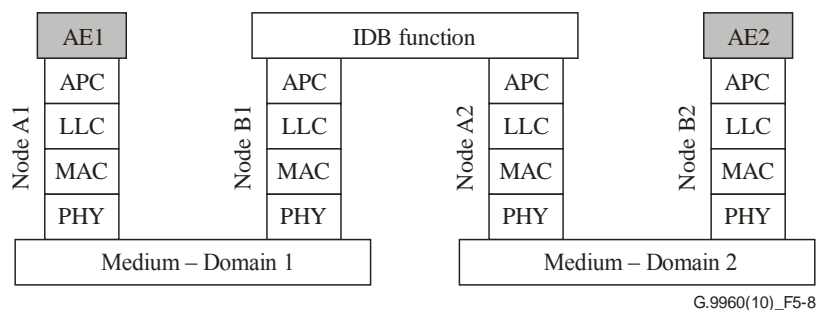 AE1
IDB function
AE2
Node A1
APC
LLC
MAC
PHY
Node B1
APC
LLC
MAC
PHY
Node A2
APC
LLC
MAC
PHY
Node B2
APC
LLC
MAC
PHY
Medium – Domain 1
Medium – Domain 2
G.9960(10)_F5-8